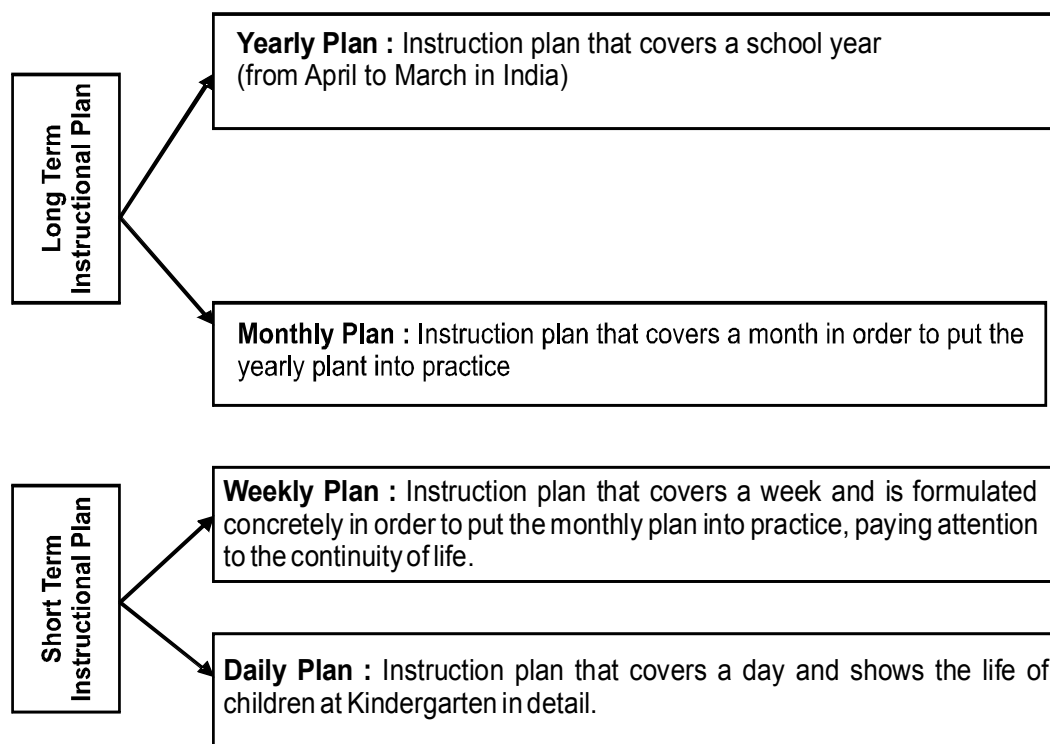 Long Term
Instructional Plan
Yearly Plan : Instruction plan that covers a school year
(from April to March in India)
Monthly Plan : Instruction plan that covers a month in order to put the
yearly plant into practice
Short Term
Instructional Plan
Weekly Plan : Instruction plan that covers a week and is formulated
concretely in order to put the monthly plan into practice, paying attention
to the continuity of life.
Daily Plan : Instruction plan that covers a day and shows the life of
children at Kindergarten in detail.